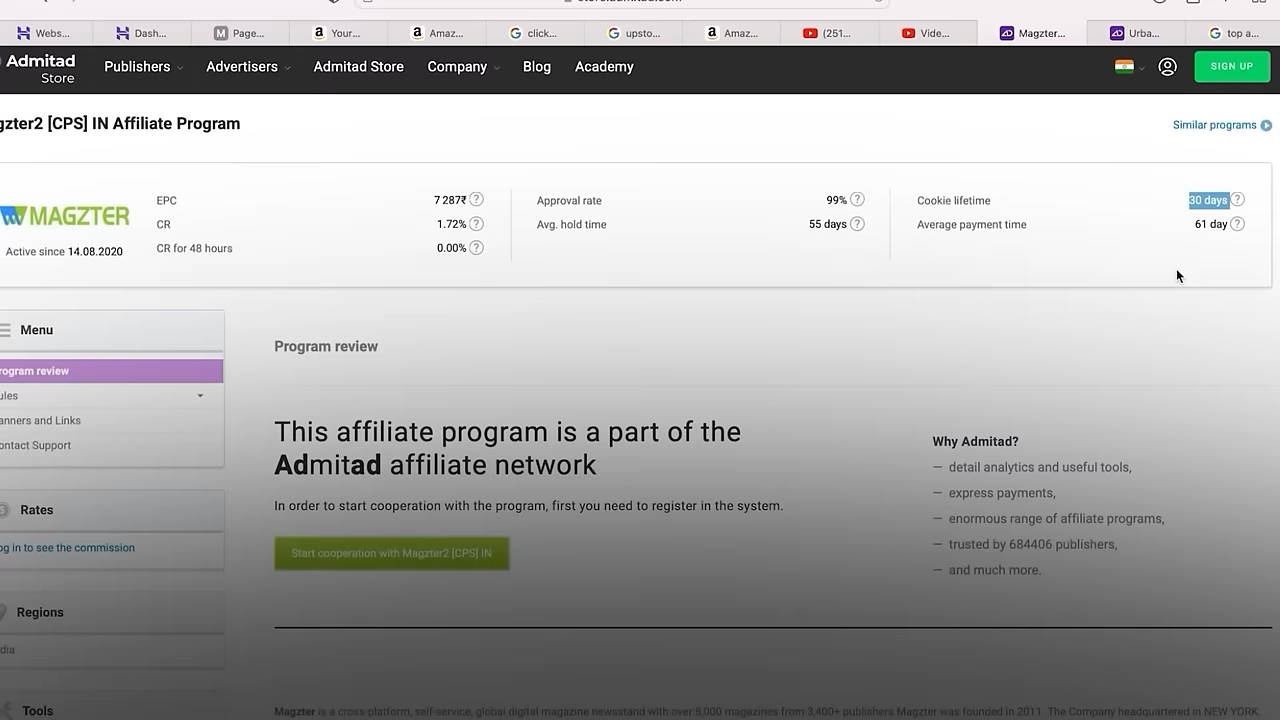 Webs...
Dash...
Page...
Your...
Amaz...
click...
upsto...
Amaz...
(251...
Vide...
Magzter...
Urba...
top a...
Admitad
Store
Publishers
Advertisers
Admitad Store
Company
Blog
Academy
SIGN UP
gzter2 [CPS] IN Affiliate Program
Similar programs
MAGZTER
Active since 14.08.2020
EPC 7 287₹
CR 1.72%
CR for 48 hours 0.00%
Approval rate 99%
Avg. hold time 55 days
Cookie lifetime 30 days
Average payment time 61 day
Menu
rogram review
ules
anners and Links
ontact Support
Rates
og in to see the commission
Regions
dia
Tools
Program review
This affiliate program is a part of the
Admitad affiliate network
In order to start cooperation with the program, first you need to register in the system.
Start cooperation with Magzter2 [CPS] IN
Why Admitad?
— detail analytics and useful tools,
— express payments,
— enormous range of affiliate programs,
— trusted by 684406 publishers,
— and much more.
Magzter is a cross-platform, self-service, global digital magazine newsstand with over 8,000 magazines from 3,400+ publishers Magzter was founded in 2011. The Company headquartered in NEW YORK,